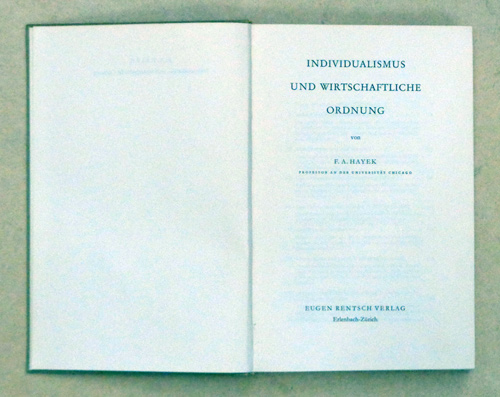 INDIVIDUALISMUS
UND WIRTSCHAFTLICHE
ORDNUNG
von
F. A. HAYEK
PROFESSOR AN DER UNIVERSITÄT CHICAGO
EUGEN RENTSCH VERLAG
Erlenbach-Zürich